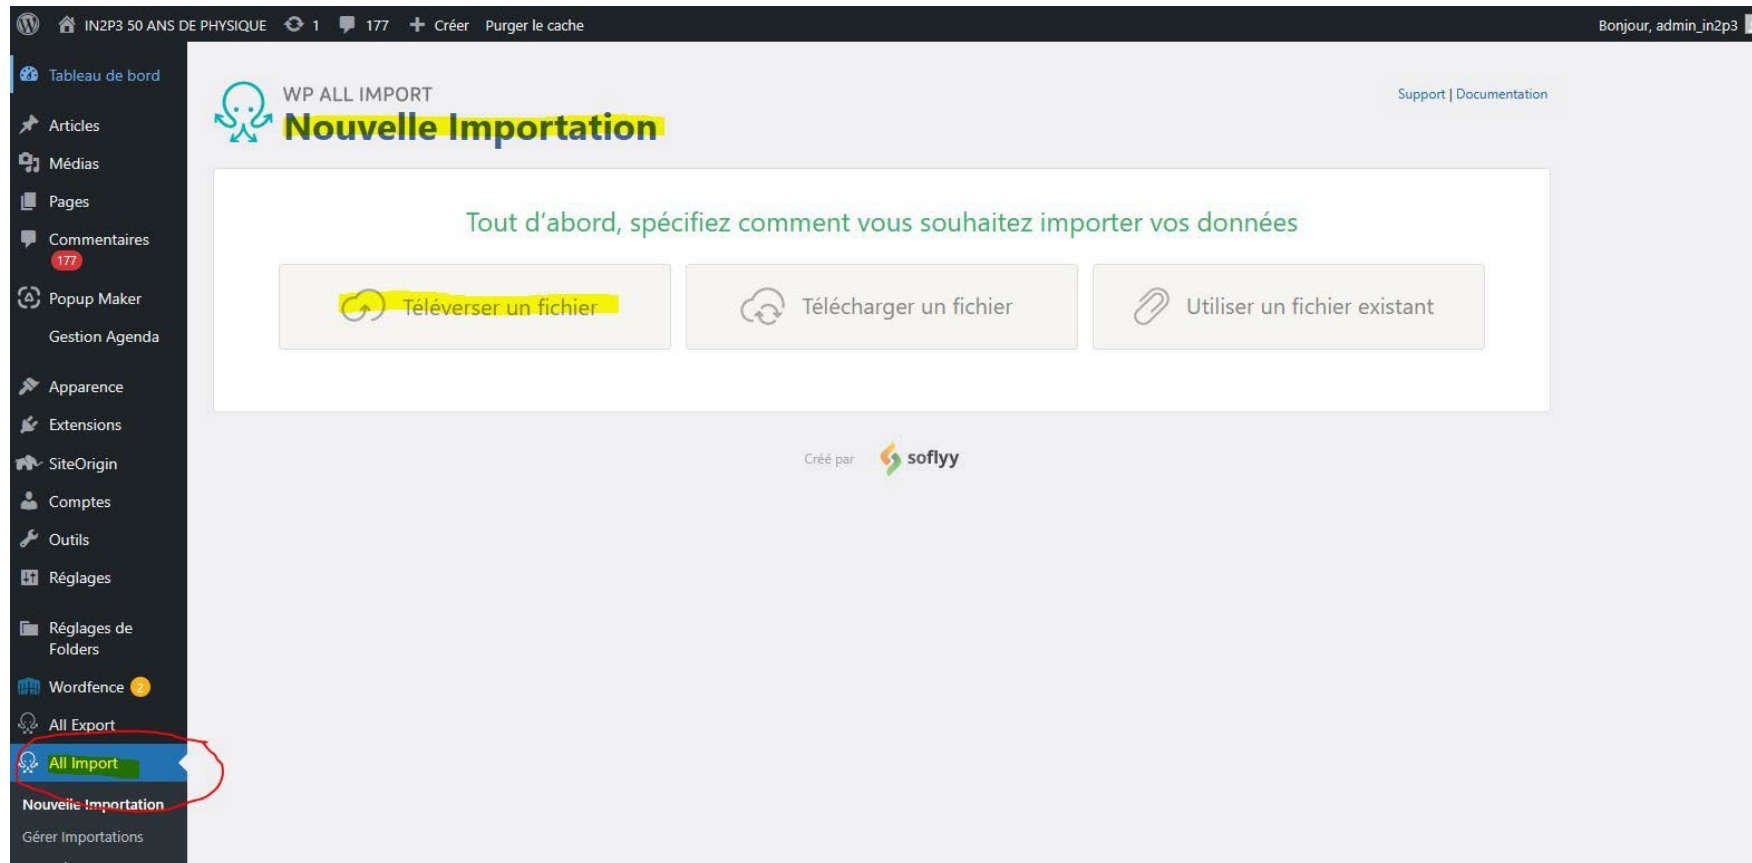 IN2P3 50 ANS DE PHYSIQUE 1 177 Créer Purger le cache Bonjour, admin_in2p3
Tableau de bord
Articles
Médias
Pages
Commentaires
177
Popup Maker
Gestion Agenda
Apparence
Extensions
SiteOrigin
Comptes
Outils
Réglages
Réglages de
Folders
Wordfence 2
All Export
All Import
Nouvelle Importation
Gérer Importations
WP ALL IMPORT
Nouvelle Importation
Support | Documentation
Tout d’abord, spécifiez comment vous souhaitez importer vos données
Téléverser un fichier
Télécharger un fichier
Utiliser un fichier existant
Créé par soflyy